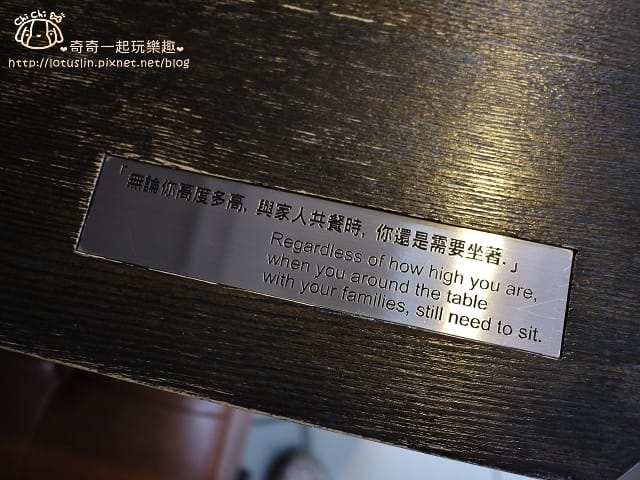 Chi Chi
❤奇奇一起玩樂趣❤
http://lotuslin.pixnet.net/blog
「無論你高度多高，與家人共餐時，你還是需要坐著.」
Regardless of how high you are,
when you around the table
with your families, still need to sit.